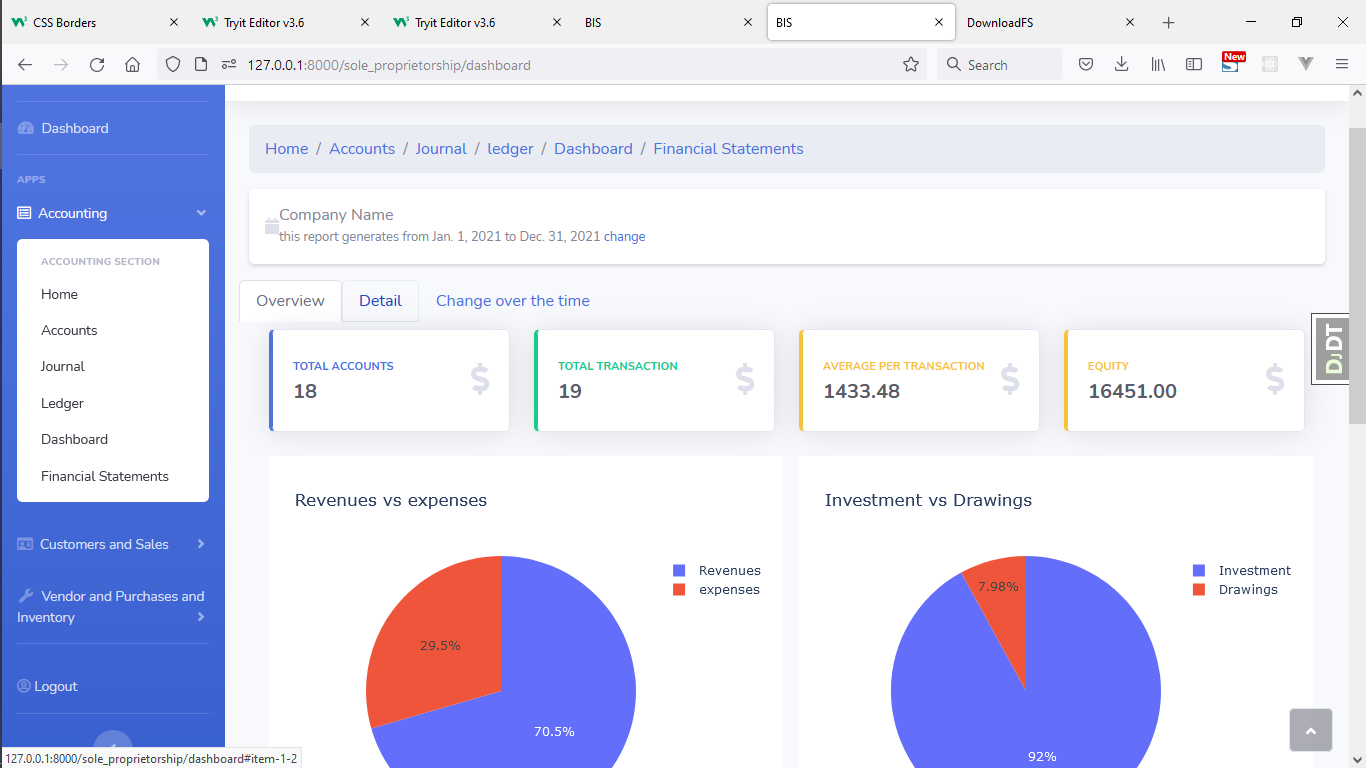 CSS Borders
Tryit Editor v3.6
Tryit Editor v3.6
BIS
BIS
DownloadFS
127.0.0.1:8000/sole_proprietorship/dashboard
Search
New
Dashboard
APPS
Accounting
ACCOUNTING SECTION
Home
Accounts
Journal
Ledger
Dashboard
Financial Statements
Customers and Sales
Vendor and Purchases and
Inventory
Logout
Home / Accounts / Journal / ledger / Dashboard / Financial Statements
Company Name
this report generates from Jan. 1, 2021 to Dec. 31, 2021 change
Overview
Detail
Change over the time
TOTAL ACCOUNTS
18
TOTAL TRANSACTION
19
AVERAGE PER TRANSACTION
1433.48
EQUITY
16451.00
DJDT
Revenues vs expenses
Revenues
expenses
29.5%
70.5%
Investment vs Drawings
Investment
Drawings
7.98%
92%
127.0.0.1:8000/sole_proprietorship/dashboard#item-1-2